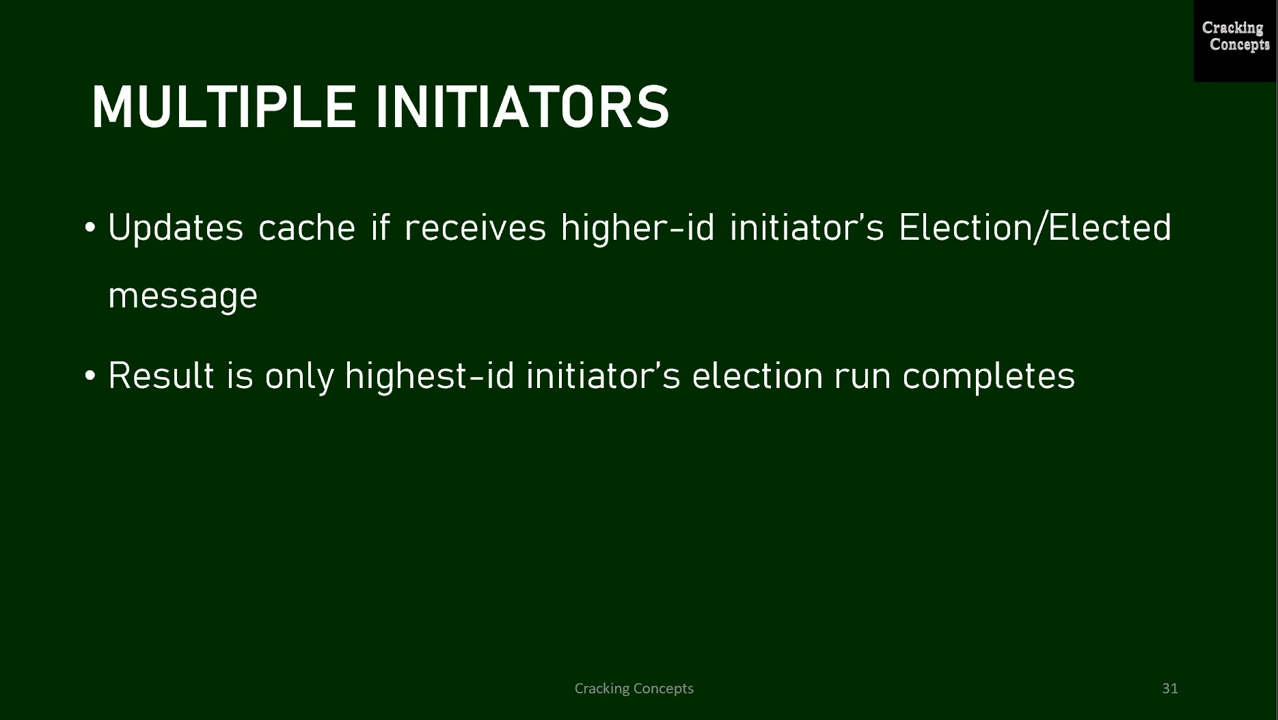 Cracking
Concepts
MULTIPLE INITIATORS
• Updates cache if receives higher-id initiator's Election/Elected
message
• Result is only highest-id initiator's election run completes
Cracking Concepts
31